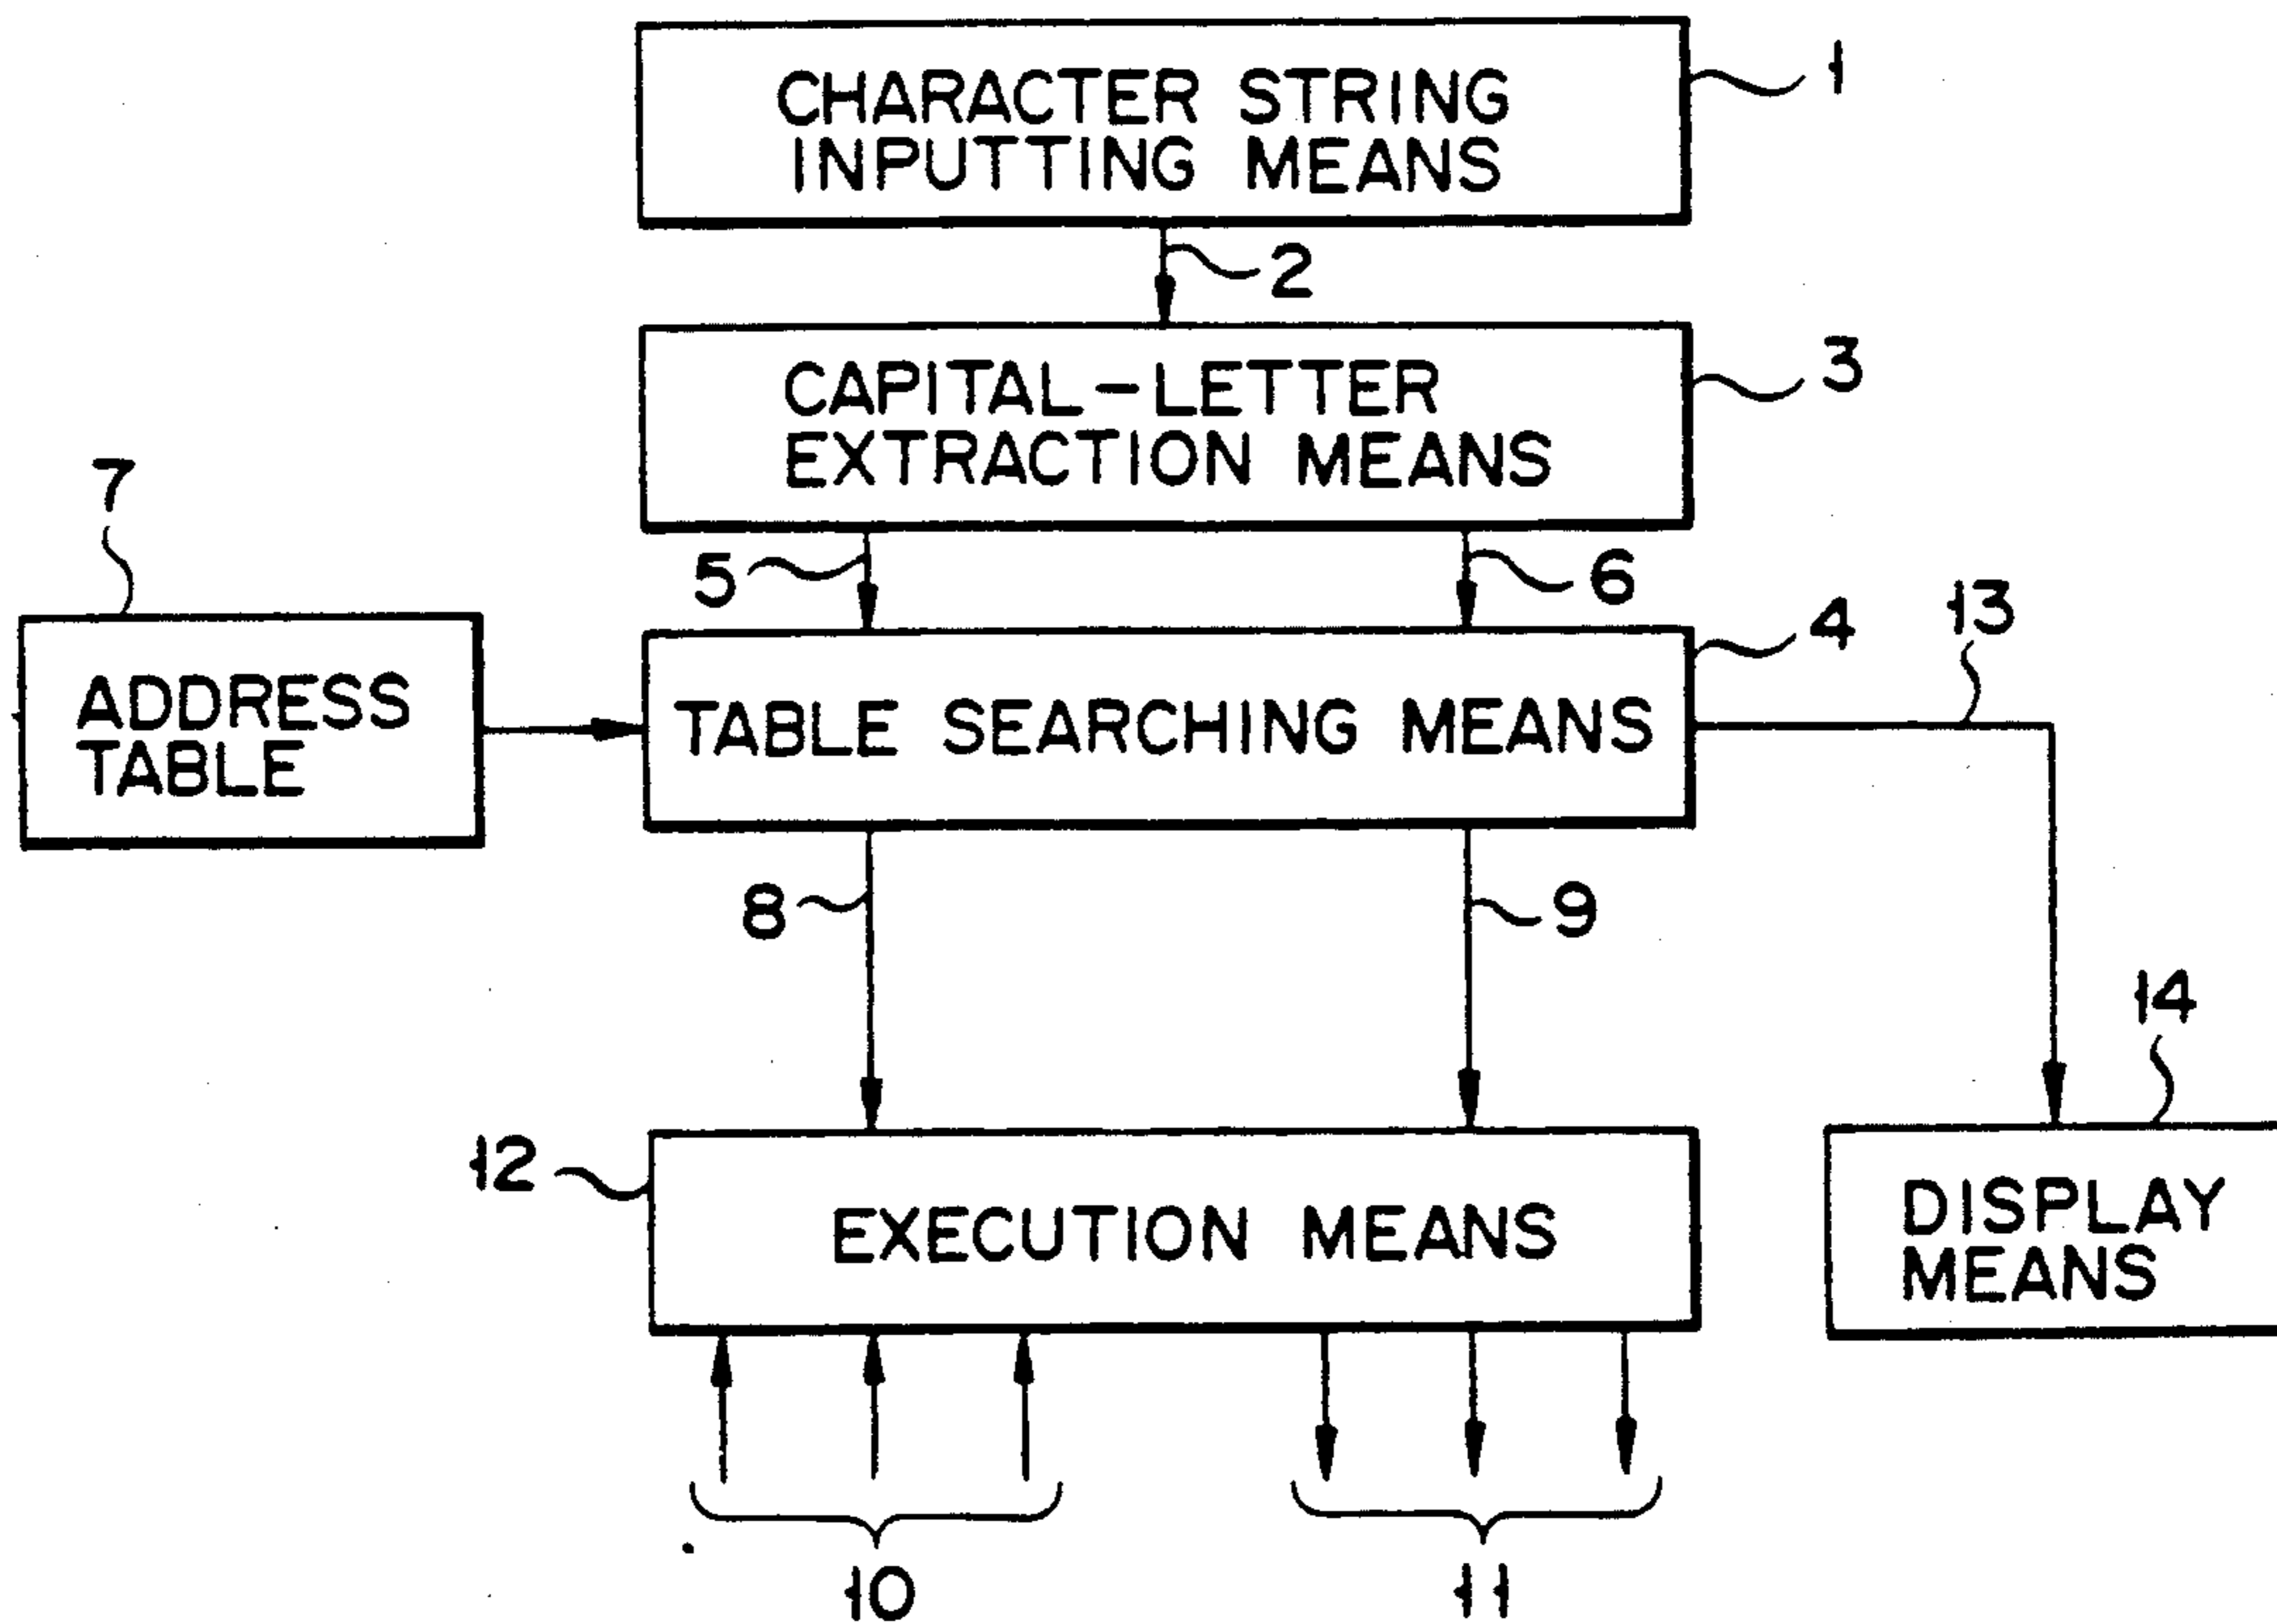 CHARACTER STRING
INPUTTING MEANS
1
2
CAPITAL-LETTER
EXTRACTION MEANS
3
5
6
7
ADDRESS
TABLE
TABLE SEARCHING MEANS
4
13
8
9
14
12
EXECUTION MEANS
DISPLAY
MEANS
10
11